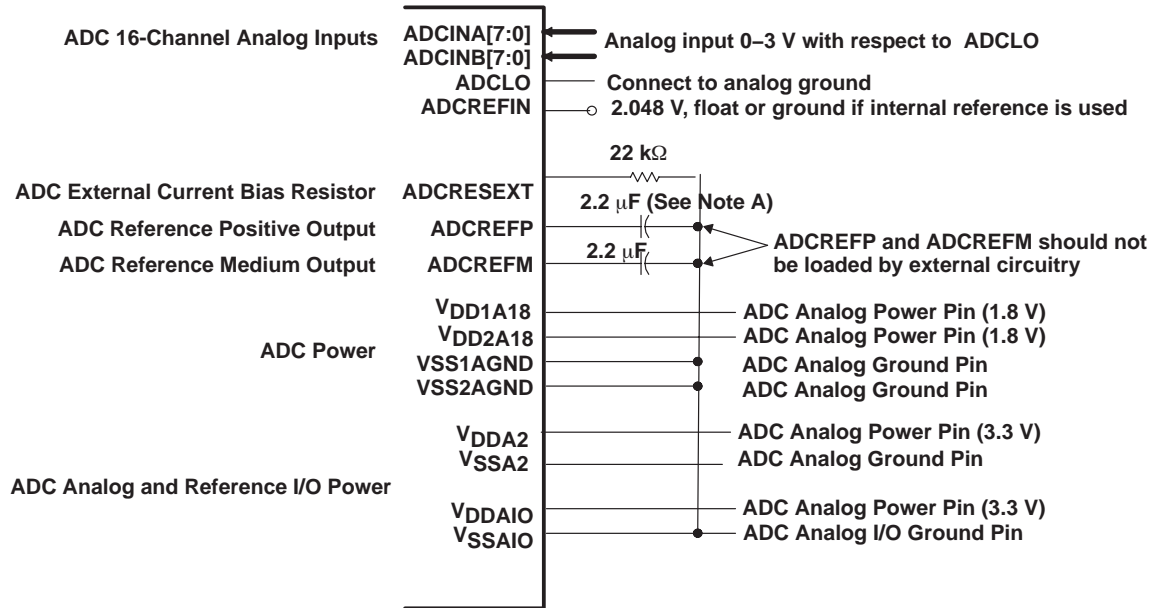 ADC 16-Channel Analog Inputs
ADCINA[7:0]
ADCINB[7:0]
Analog input 0–3 V with respect to ADCLO
ADCLO
Connect to analog ground
ADCREFIN
2.048 V, float or ground if internal reference is used
22 kΩ
ADC External Current Bias Resistor
ADCRESEXT
2.2 μF (See Note A)
ADC Reference Positive Output
ADCREFP
ADC Reference Medium Output
ADCREFM
2.2 μF
ADCREFP and ADCREFM should not
be loaded by external circuitry
ADC Power
VDD1A18
ADC Analog Power Pin (1.8 V)
VDD2A18
ADC Analog Power Pin (1.8 V)
VSS1AGND
ADC Analog Ground Pin
VSS2AGND
ADC Analog Ground Pin
ADC Analog and Reference I/O Power
VDDA2
ADC Analog Power Pin (3.3 V)
VSSA2
ADC Analog Ground Pin
VDDAIO
ADC Analog Power Pin (3.3 V)
VSSAIO
ADC Analog I/O Ground Pin